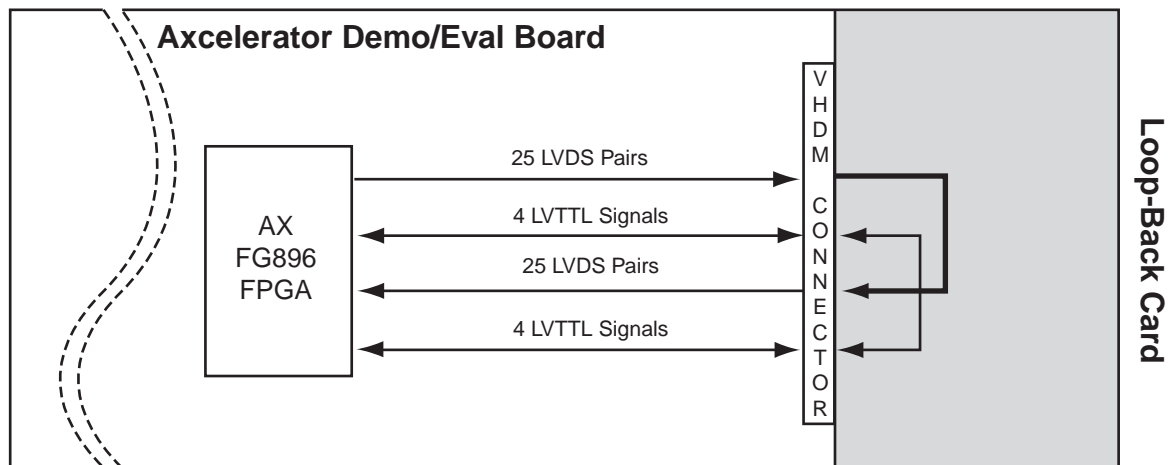 Axcelerator Demo/Eval Board
AX
FG896
FPGA
25 LVDS Pairs
4 LVTTL Signals
25 LVDS Pairs
4 LVTTL Signals
VHDM CONNECTOR
Loop-Back Card